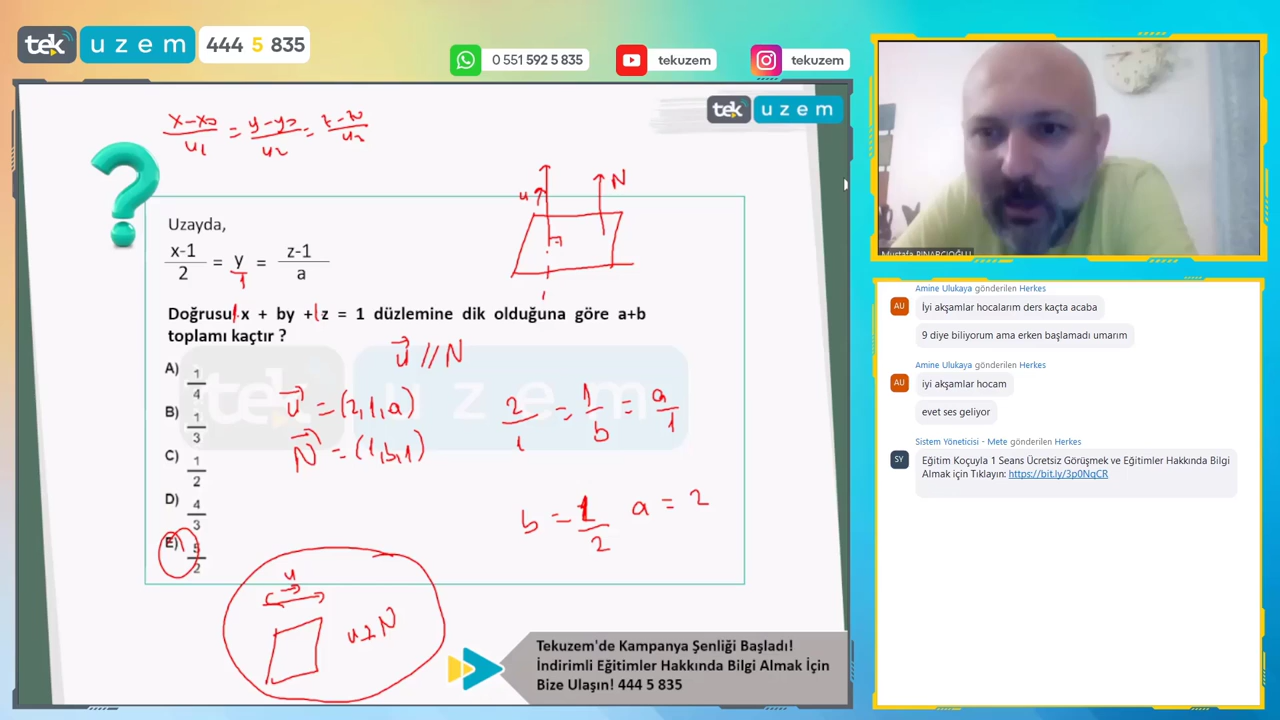 tek uzem 444 5 835
0 551 592 5 835
tekuzem
tekuzem
tek uzem
x-x0/u1 = y-y0/u2 = z-z0/u3
u
N
Uzayda,
x-1/2 = y/1 = z-1/a
Doğrusu 1x + by + 1z = 1 düzlemine dik olduğuna göre a+b
toplamı kaçtır ?
u // N
A) 1/4
B) 1/3
C) 1/2
D) 4/3
E) 5/2
u = (2,1,a)
N = (1,b,1)
2/1 = 1/b = a/1
b = 1/2 a = 2
u
u⊥N
tek uzem
Tekuzem'de Kampanya Şenliği Başladı!
İndirimli Eğitimler Hakkında Bilgi Almak İçin
Bize Ulaşın! 444 5 835
Mustafa PINARCIOĞLU
Amine Ulukaya gönderilen Herkes
AU
İyi akşamlar hocalarım ders kaçta acaba
9 diye biliyorum ama erken başlamadı umarım
Amine Ulukaya gönderilen Herkes
AU
iyi akşamlar hocam
evet ses geliyor
Sistem Yöneticisi - Mete gönderilen Herkes
SY
Eğitim Koçuyla 1 Seans Ücretsiz Görüşmek ve Eğitimler Hakkında Bilgi
Almak için Tıklayın: https://bit.ly/3p0NqCR